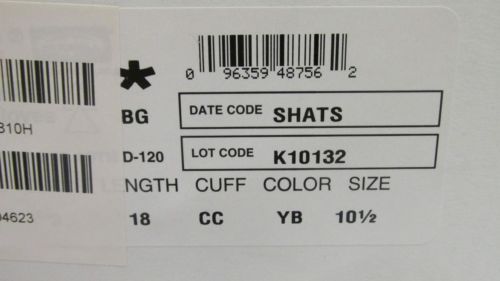 0 96359 48756 2
*
BG DATE CODE SHATS
310H
D-120 LOT CODE K10132
NGTH CUFF COLOR SIZE
18 CC YB 10½
04623